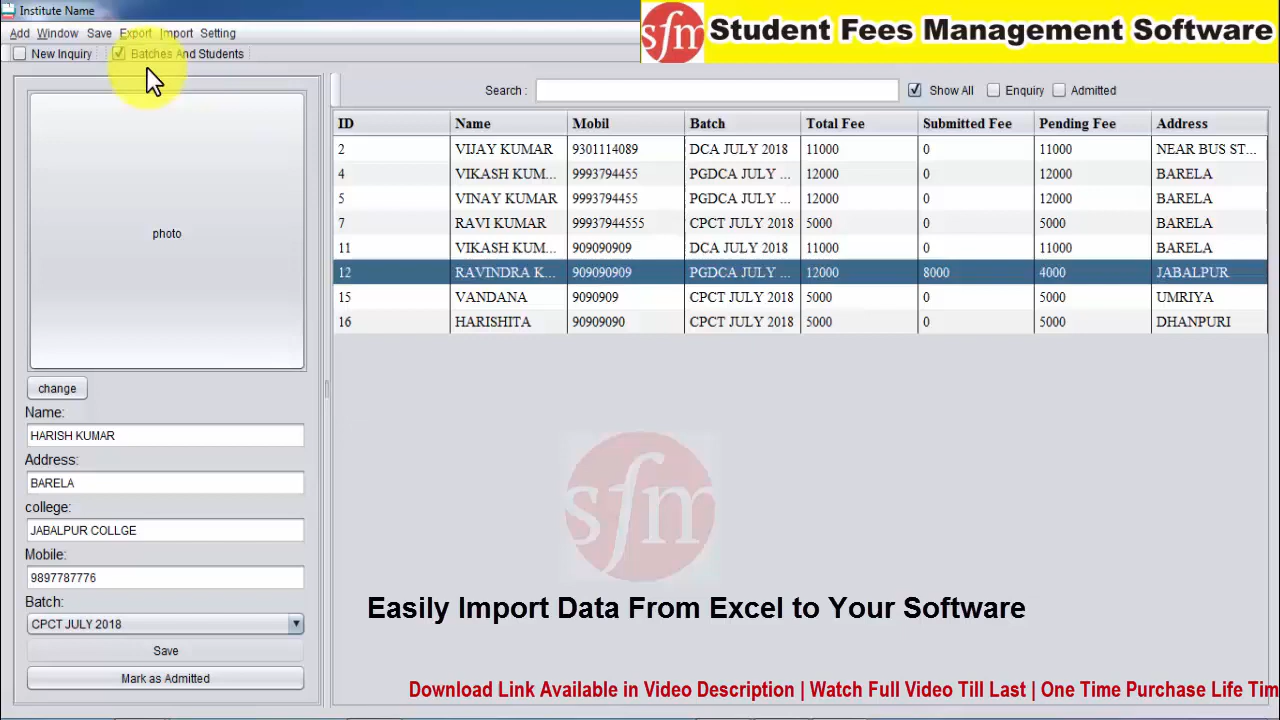 Institute Name
Add Window Save Export Import Setting
New Inquiry Batches And Students
sfm Student Fees Management Software
Search : Show All Enquiry Admitted
ID Name Mobil Batch Total Fee Submitted Fee Pending Fee Address
2 VIJAY KUMAR 9301114089 DCA JULY 2018 11000 0 11000 NEAR BUS ST...
4 VIKASH KUM... 9993794455 PGDCA JULY ... 12000 0 12000 BARELA
5 VINAY KUMAR 9993794455 PGDCA JULY ... 12000 0 12000 BARELA
7 RAVI KUMAR 99937944555 CPCT JULY 2018 5000 0 5000 BARELA
11 VIKASH KUM... 909090909 DCA JULY 2018 11000 0 11000 BARELA
12 RAVINDRA K... 909090909 PGDCA JULY ... 12000 8000 4000 JABALPUR
15 VANDANA 9090909 CPCT JULY 2018 5000 0 5000 UMRIYA
16 HARISHITA 90909090 CPCT JULY 2018 5000 0 5000 DHANPURI
photo
change
Name:
HARISH KUMAR
Address:
BARELA
college:
JABALPUR COLLGE
Mobile:
9897787776
Batch:
CPCT JULY 2018
Save
Mark as Admitted
sfm
Easily Import Data From Excel to Your Software
Download Link Available in Video Description | Watch Full Video Till Last | One Time Purchase Life Tim